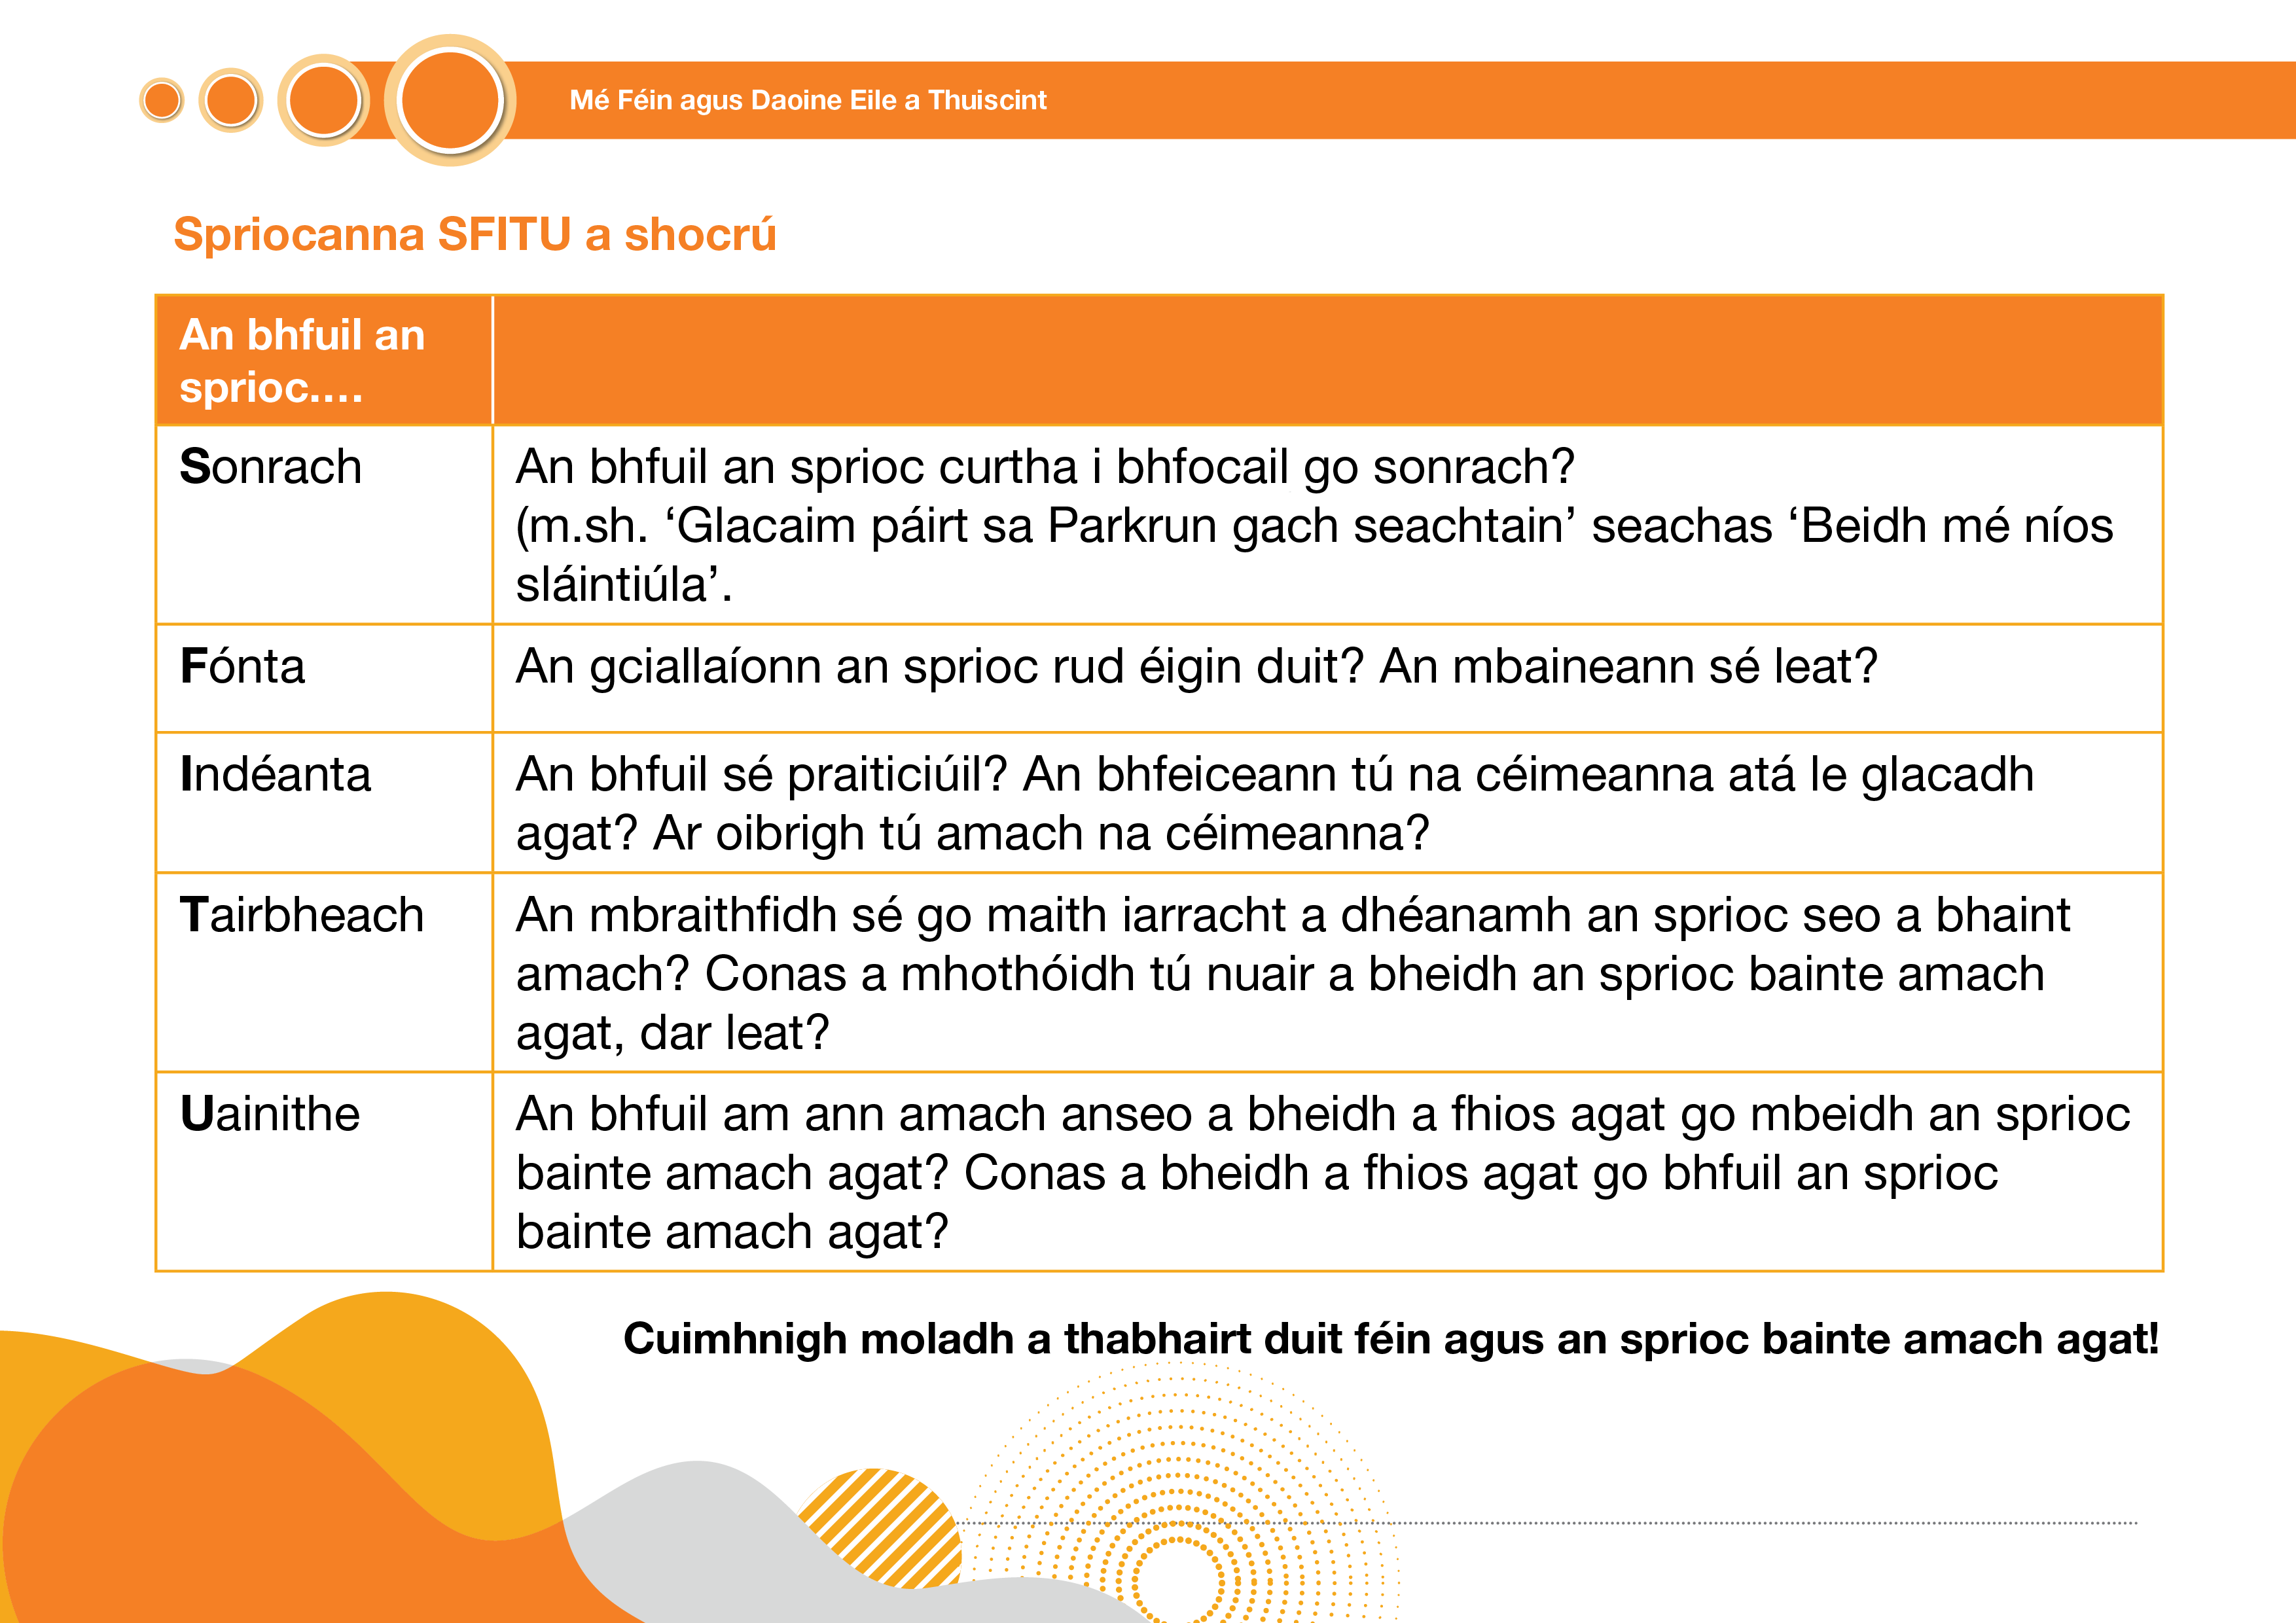 Mé Féin agus Daoine Eile a Thuiscint
Spriocanna SFITU a shocrú
An bhfuil an
sprioc....
Sonrach
An bhfuil an sprioc curtha i bhfocail go sonrach?
(m.sh. ‘Glacaim páirt sa Parkrun gach seachtain’ seachas ‘Beidh mé níos
sláintiúla’.
Fónta
An gciallaíonn an sprioc rud éigin duit? An mbaineann sé leat?
Indéanta
An bhfuil sé praiticiúil? An bhfeiceann tú na céimeanna atá le glacadh
agat? Ar oibrigh tú amach na céimeanna?
Tairbheach
An mbraithfidh sé go maith iarracht a dhéanamh an sprioc seo a bhaint
amach? Conas a mhothóidh tú nuair a bheidh an sprioc bainte amach
agat, dar leat?
Uainithe
An bhfuil am ann amach anseo a bheidh a fhios agat go mbeidh an sprioc
bainte amach agat? Conas a bheidh a fhios agat go bhfuil an sprioc
bainte amach agat?
Cuimhnigh moladh a thabhairt duit féin agus an sprioc bainte amach agat!